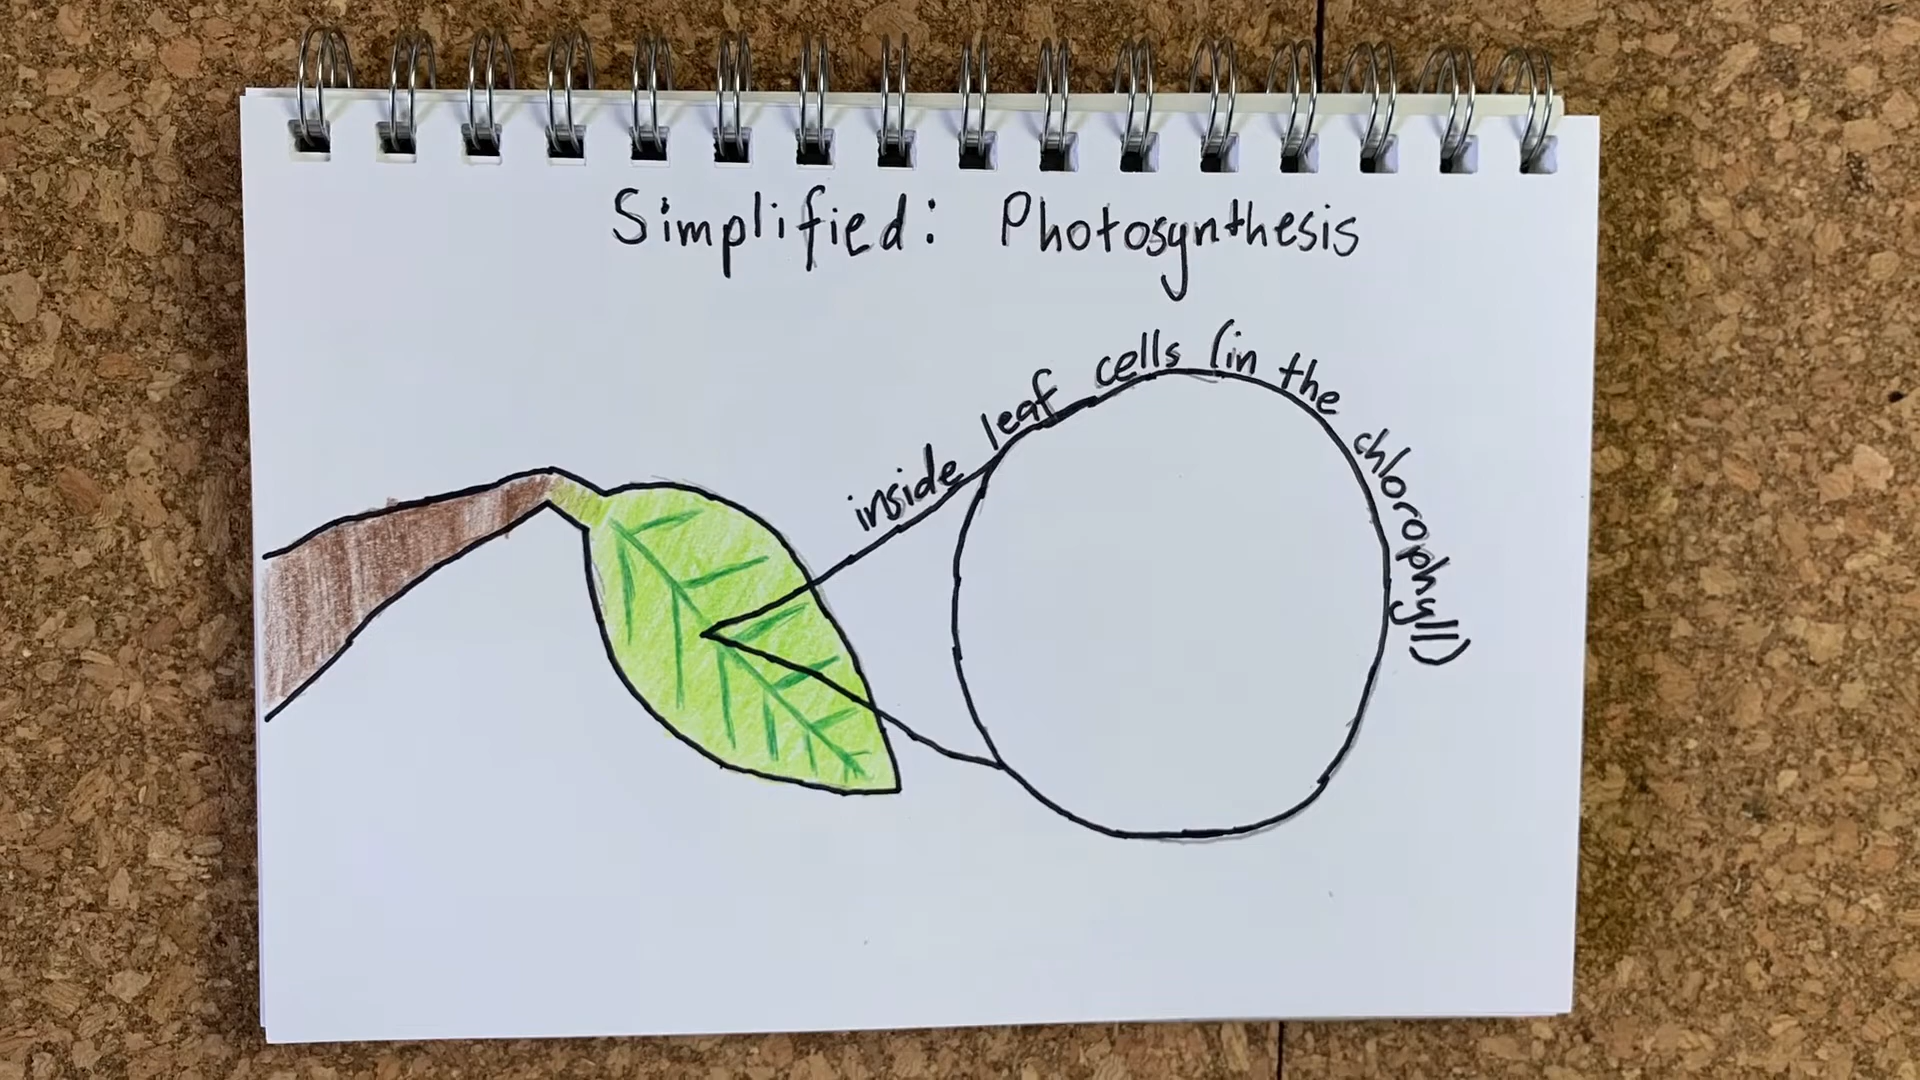 Simplified: Photosynthesis
inside leaf cells (in the chlorophyll)